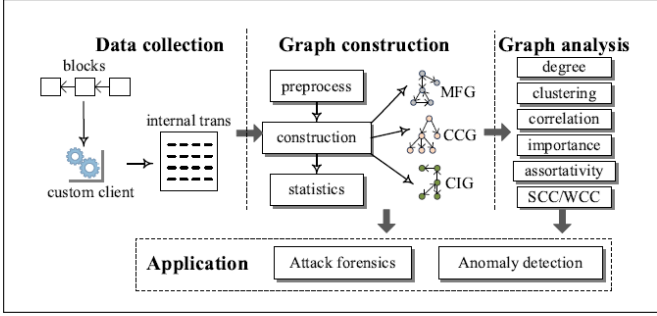 Data collection
blocks
internal trans
custom client
Graph construction
preprocess
construction
statistics
MFG
CCG
CIG
Graph analysis
degree
clustering
correlation
importance
assortativity
SCC/WCC
Application
Attack forensics
Anomaly detection